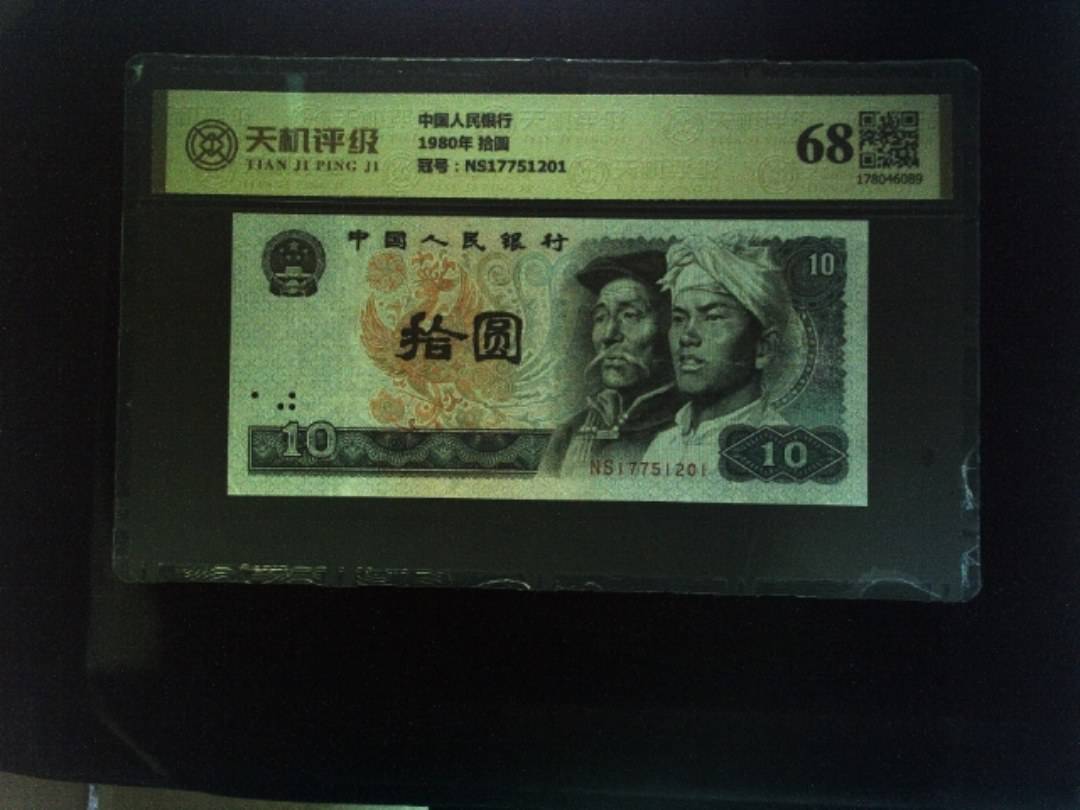 天机评级
TIAN JI PING JI
中国人民银行
1980年 拾圆
冠号：NS17751201
68
178046089
中国人民银行
10
拾圆
10
NS17751201
10